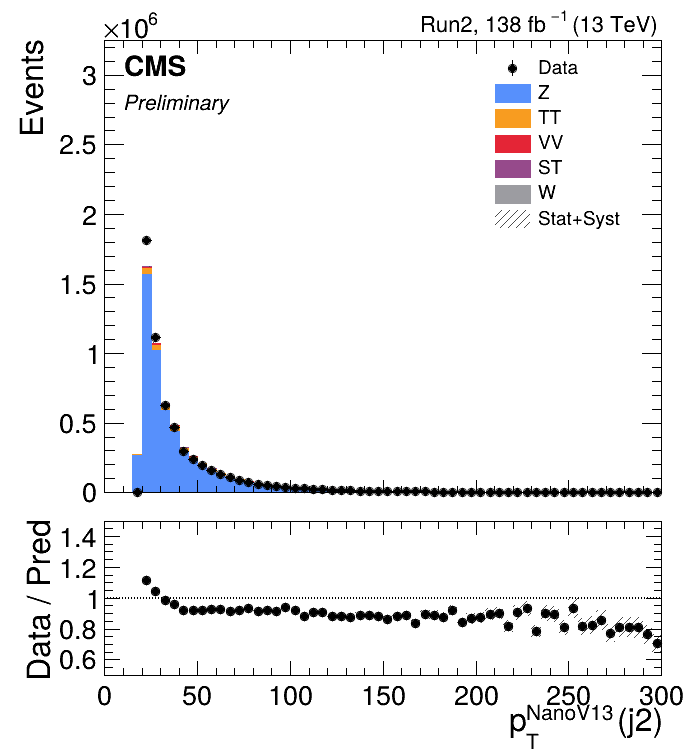 ×10⁶
Run2, 138 fb⁻¹ (13 TeV)
Events
CMS
Preliminary
Data
Z
TT
VV
ST
W
Stat+Syst
3
2.5
2
1.5
1
0.5
0
Data / Pred
1.4
1.2
1
0.8
0.6
0 50 100 150 200 250 300
p_T^NanoV13 (j2)